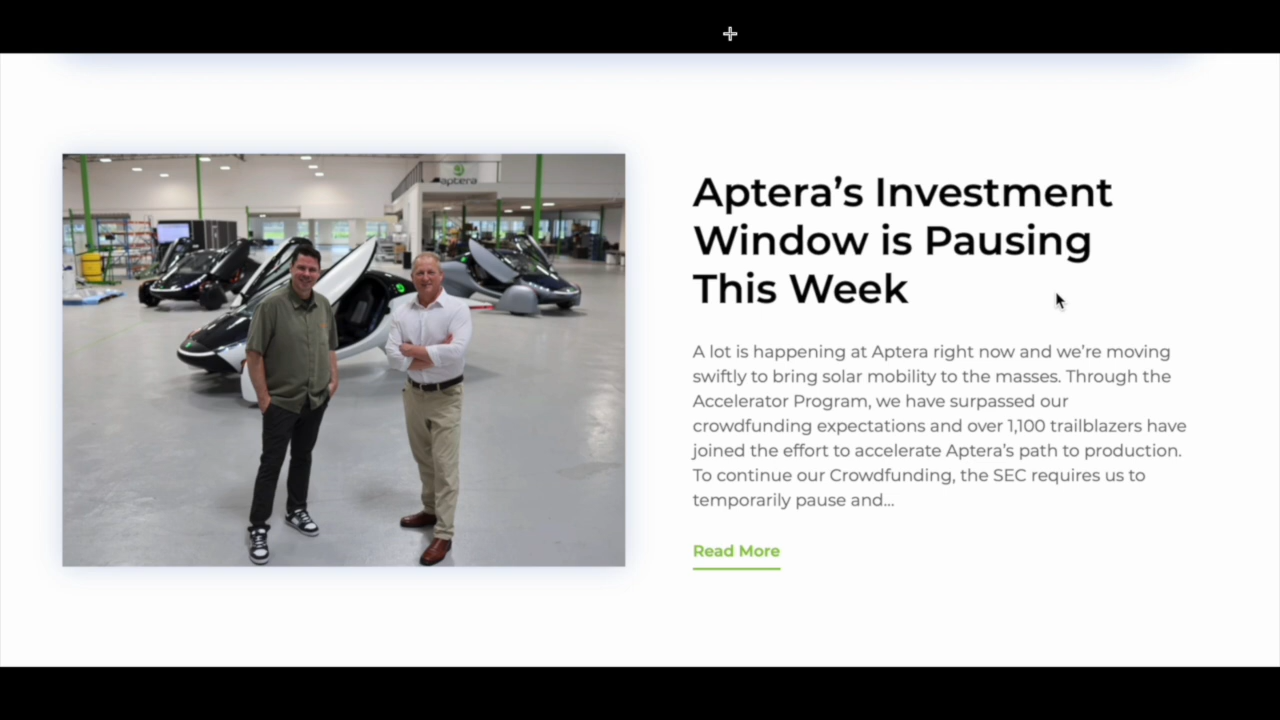 aptera
Aptera’s Investment
Window is Pausing
This Week
A lot is happening at Aptera right now and we’re moving
swiftly to bring solar mobility to the masses. Through the
Accelerator Program, we have surpassed our
crowdfunding expectations and over 1,100 trailblazers have
joined the effort to accelerate Aptera’s path to production.
To continue our Crowdfunding, the SEC requires us to
temporarily pause and...
Read More